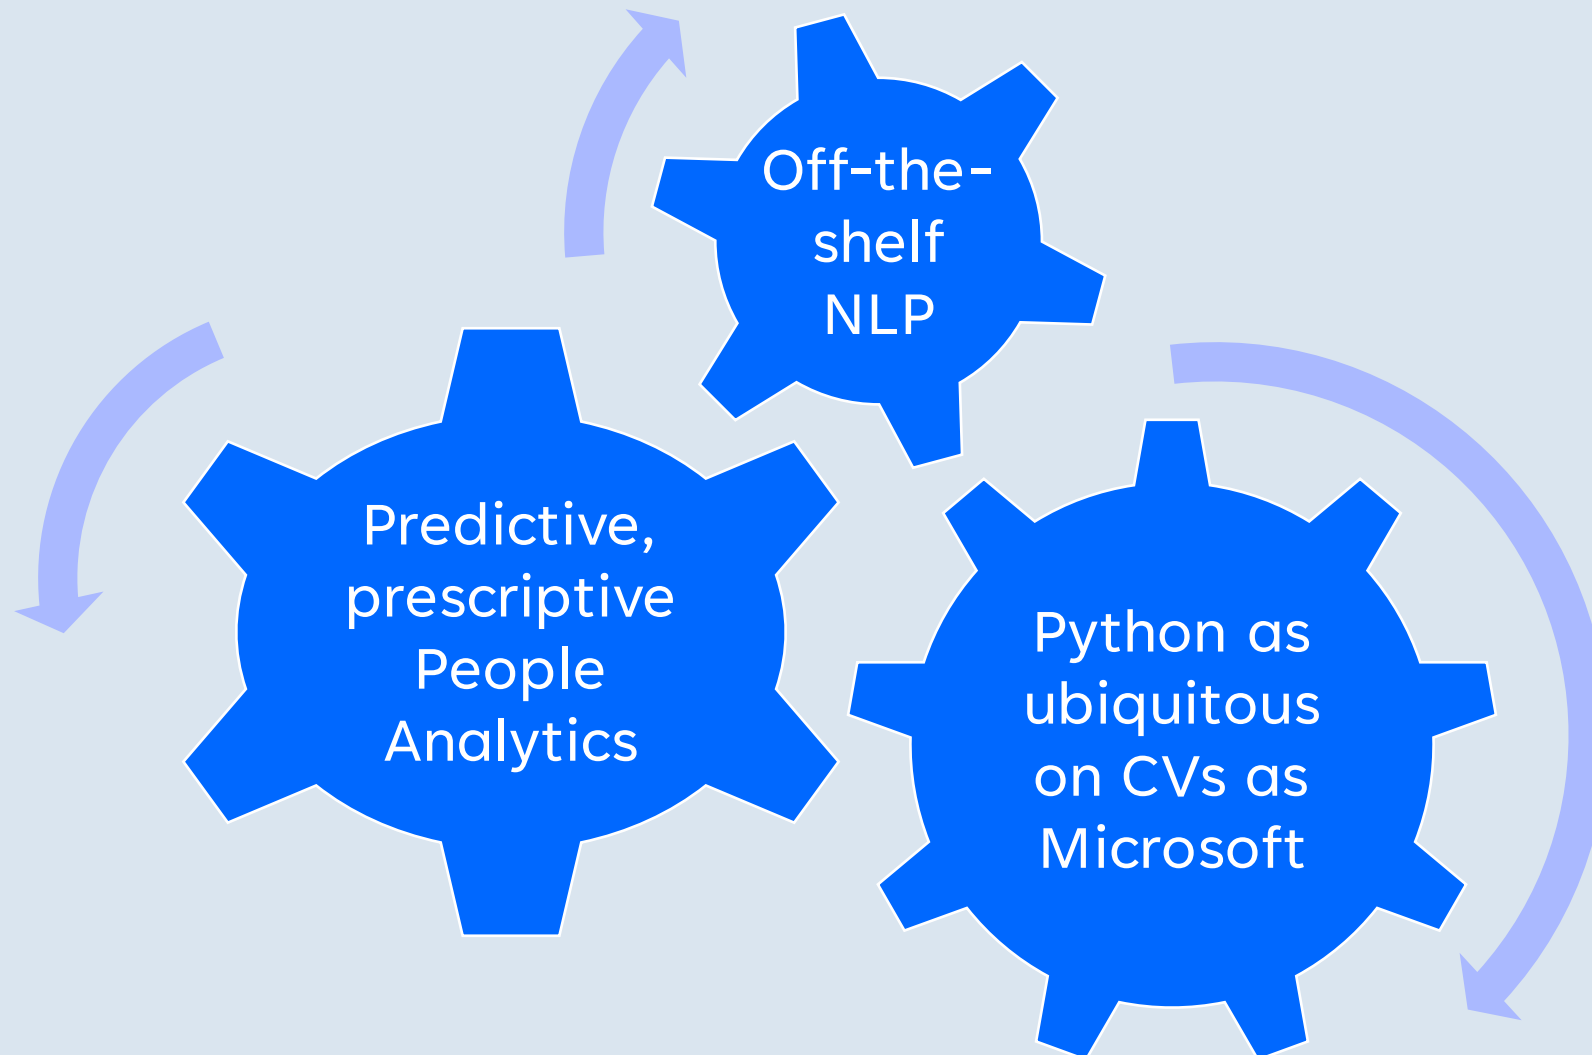 Off-the-
shelf
NLP
Predictive,
prescriptive
People
Analytics
Python as
ubiquitous
on CVs as
Microsoft